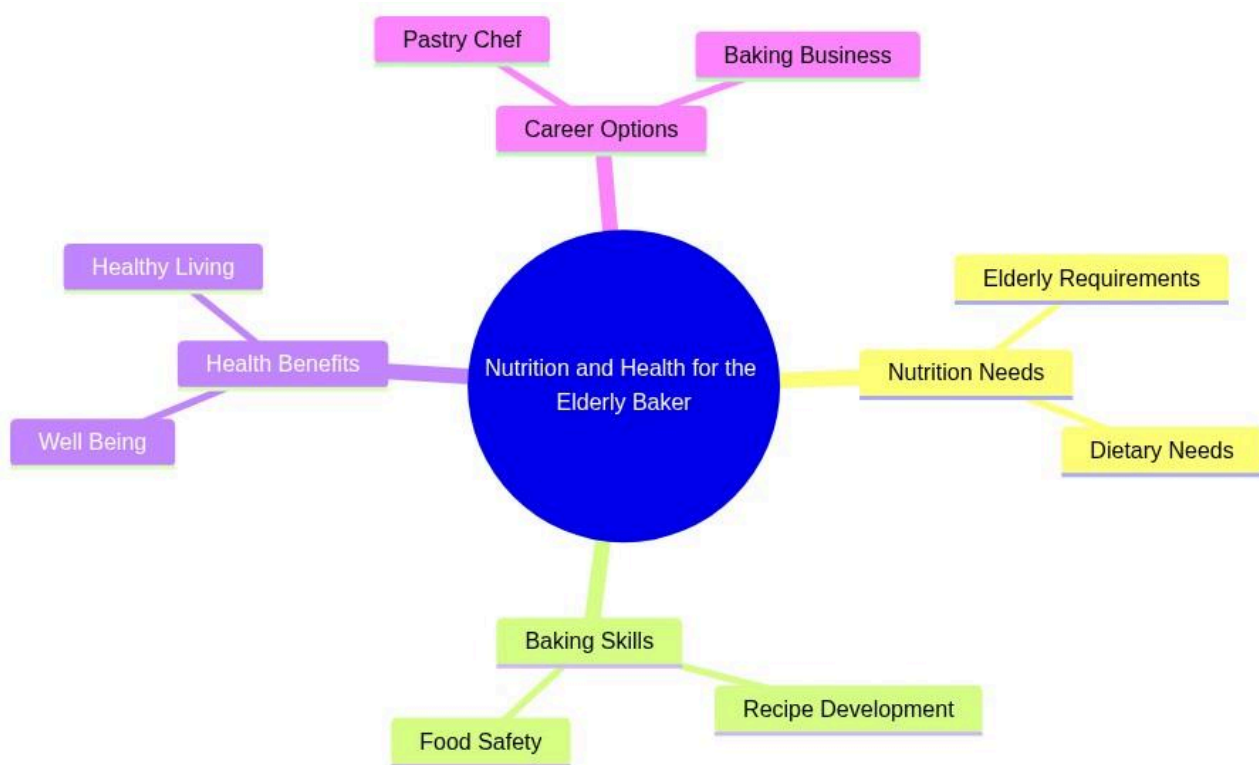 Pastry Chef
Baking Business
Career Options
Healthy Living
Health Benefits
Well Being
Nutrition and Health for the
Elderly Baker
Elderly Requirements
Nutrition Needs
Dietary Needs
Baking Skills
Food Safety
Recipe Development